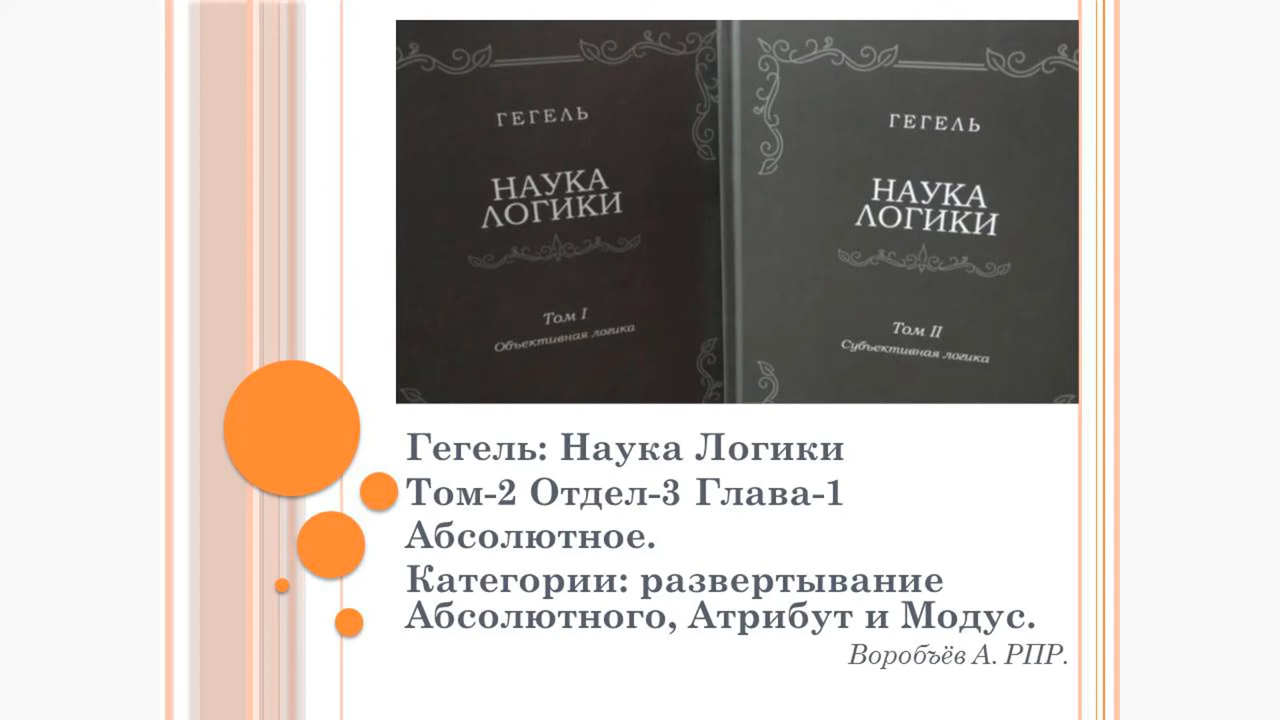 ГЕГЕЛЬ
НАУКА
ЛОГИКИ
Том I
Объективная логика
ГЕГЕЛЬ
НАУКА
ЛОГИКИ
Том II
Субъективная логика
Гегель: Наука Логики
Том-2 Отдел-3 Глава-1
Абсолютное.
Категории: развертывание
Абсолютного, Атрибут и Модус.
Воробъёв А. РПР.